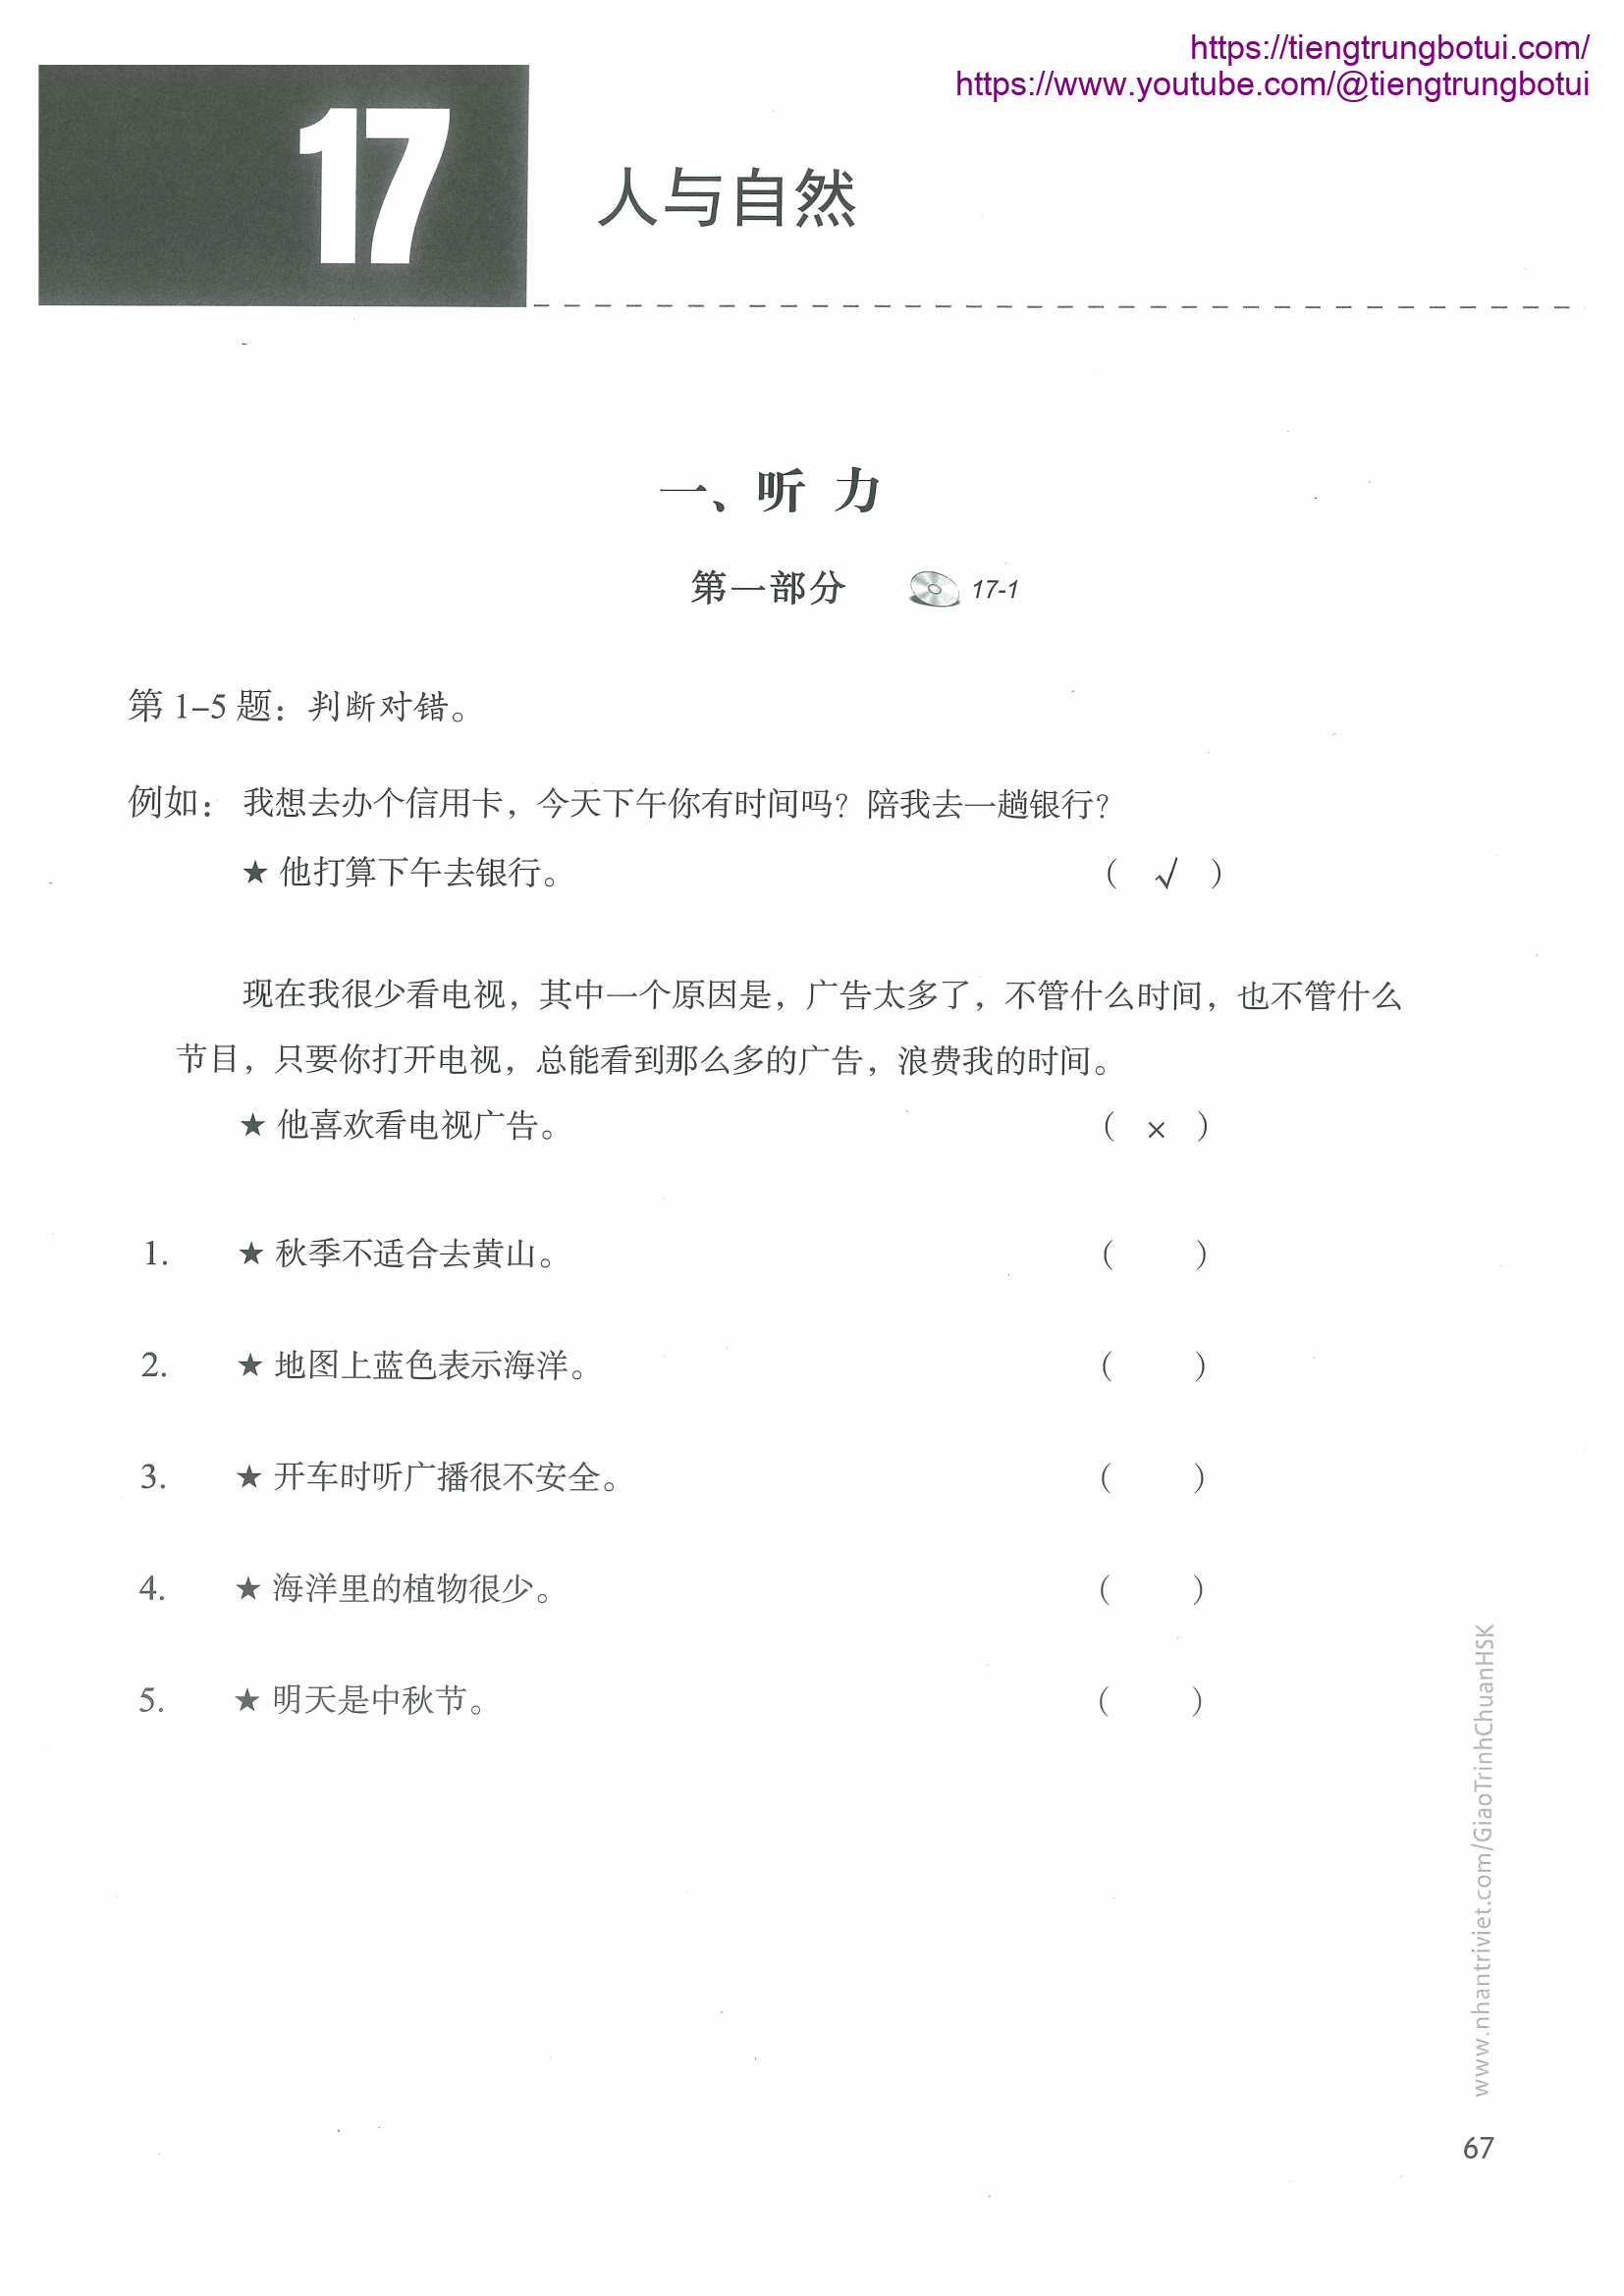 https://tiengtrungbotui.com/
https://www.youtube.com/@tiengtrungbotui
17
人与自然
一、听 力
第一部分 17-1
第 1–5 题：判断对错。
例如：我想去办个信用卡，今天下午你有时间吗？陪我去一趟银行？
★ 他打算下午去银行。 （ √ ）
现在我很少看电视，其中一个原因是，广告太多了，不管什么时间，也不管什么
节目，只要你打开电视，总能看到那么多的广告，浪费我的时间。
★ 他喜欢看电视广告。 （ × ）
1. ★ 秋季不适合去黄山。 （ ）
2. ★ 地图上蓝色表示海洋。 （ ）
3. ★ 开车时听广播很不安全。 （ ）
4. ★ 海洋里的植物很少。 （ ）
5. ★ 明天是中秋节。 （ ）
www.nhantriviet.com/GiaoTrinhChuanHSK
67